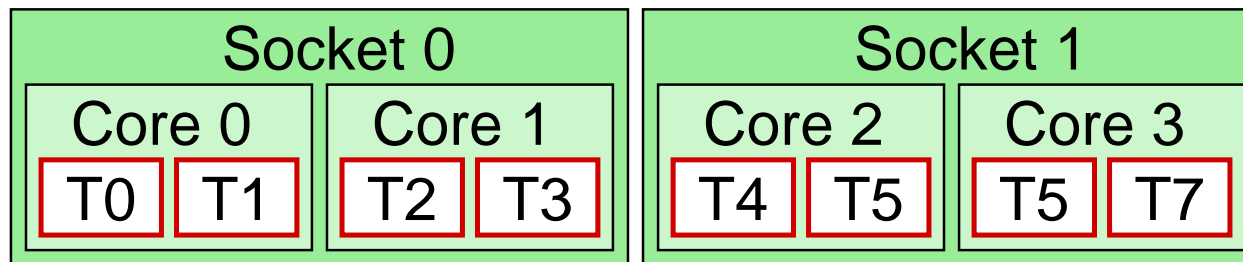 Socket 0 Socket 1
Core 0 Core 1 Core 2 Core 3
T0 T1 T2 T3 T4 T5 T5 T7